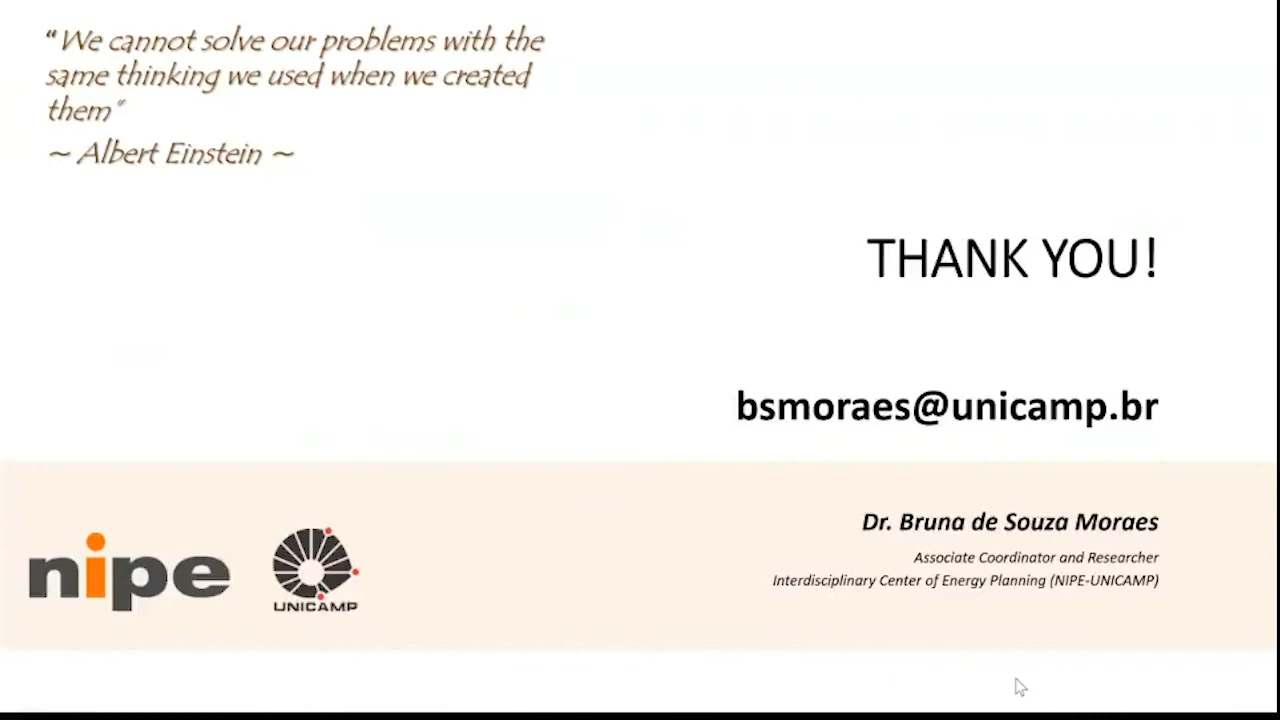 “We cannot solve our problems with the
same thinking we used when we created
them”
~ Albert Einstein ~
THANK YOU!
bsmoraes@unicamp.br
Dr. Bruna de Souza Moraes
Associate Coordinator and Researcher
Interdisciplinary Center of Energy Planning (NIPE-UNICAMP)
nipe
UNICAMP